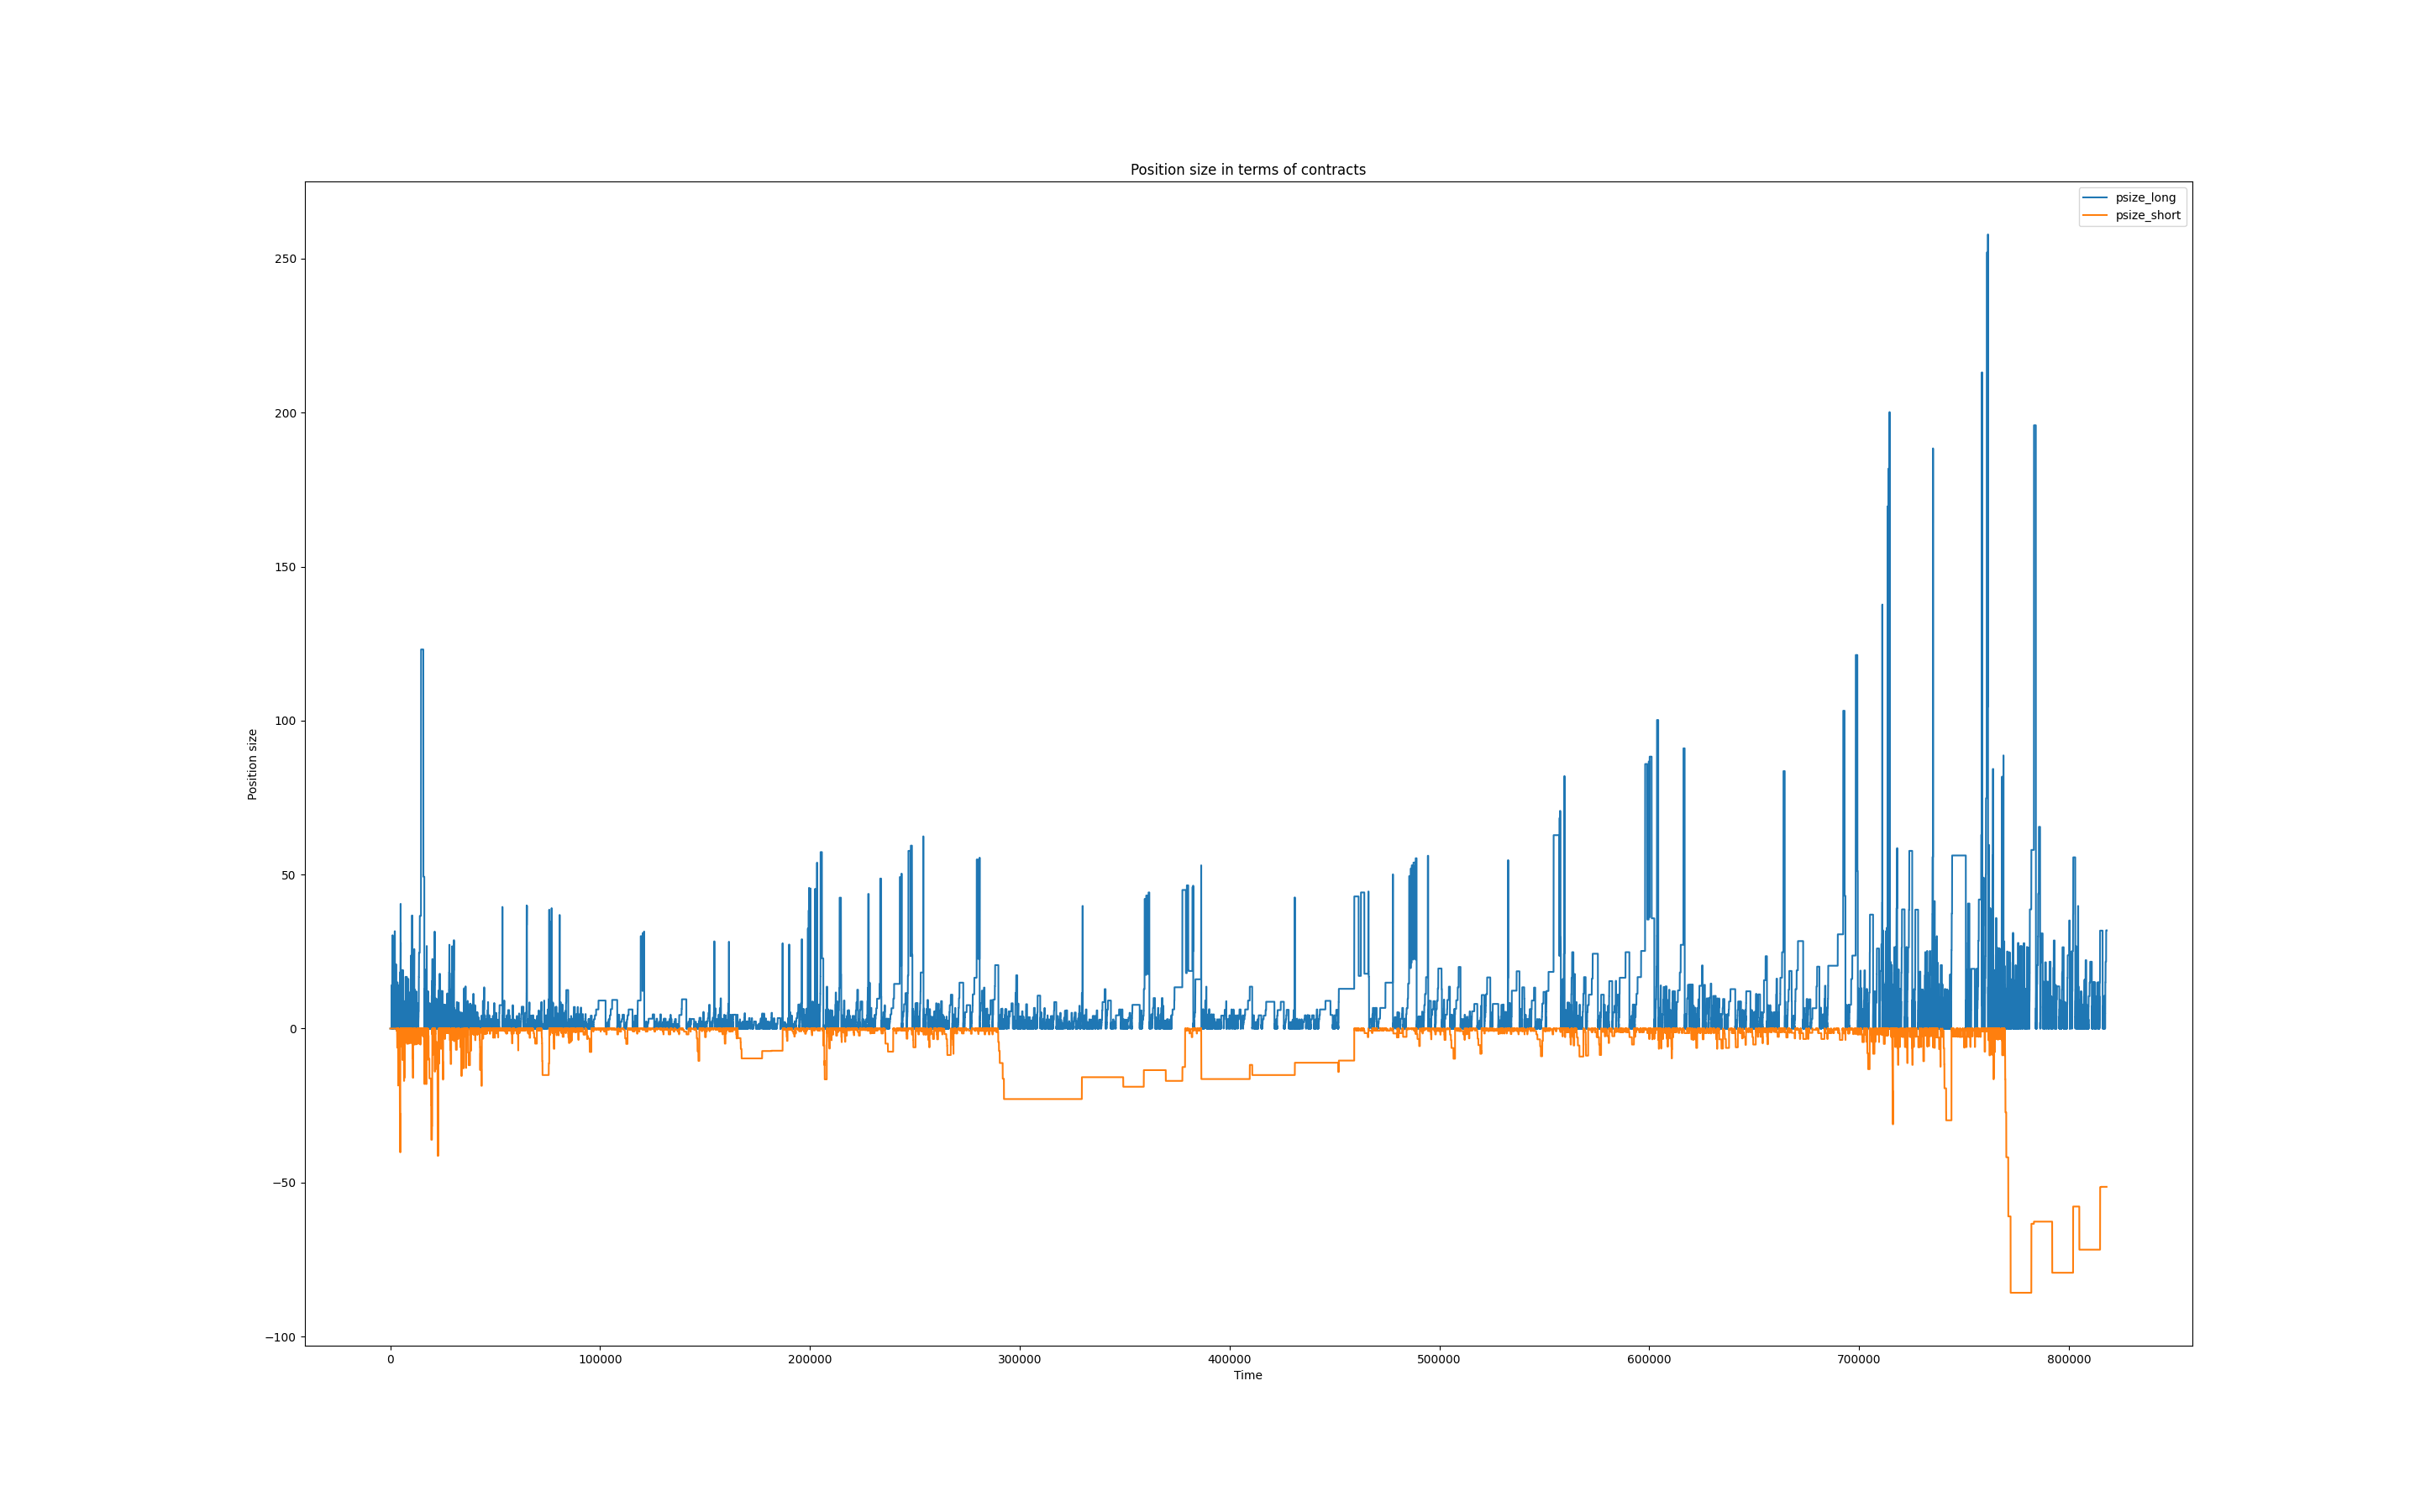 Position size in terms of contracts
psize_long
psize_short
250
200
150
100
50
0
−50
−100
Position size
0 100000 200000 300000 400000 500000 600000 700000 800000
Time